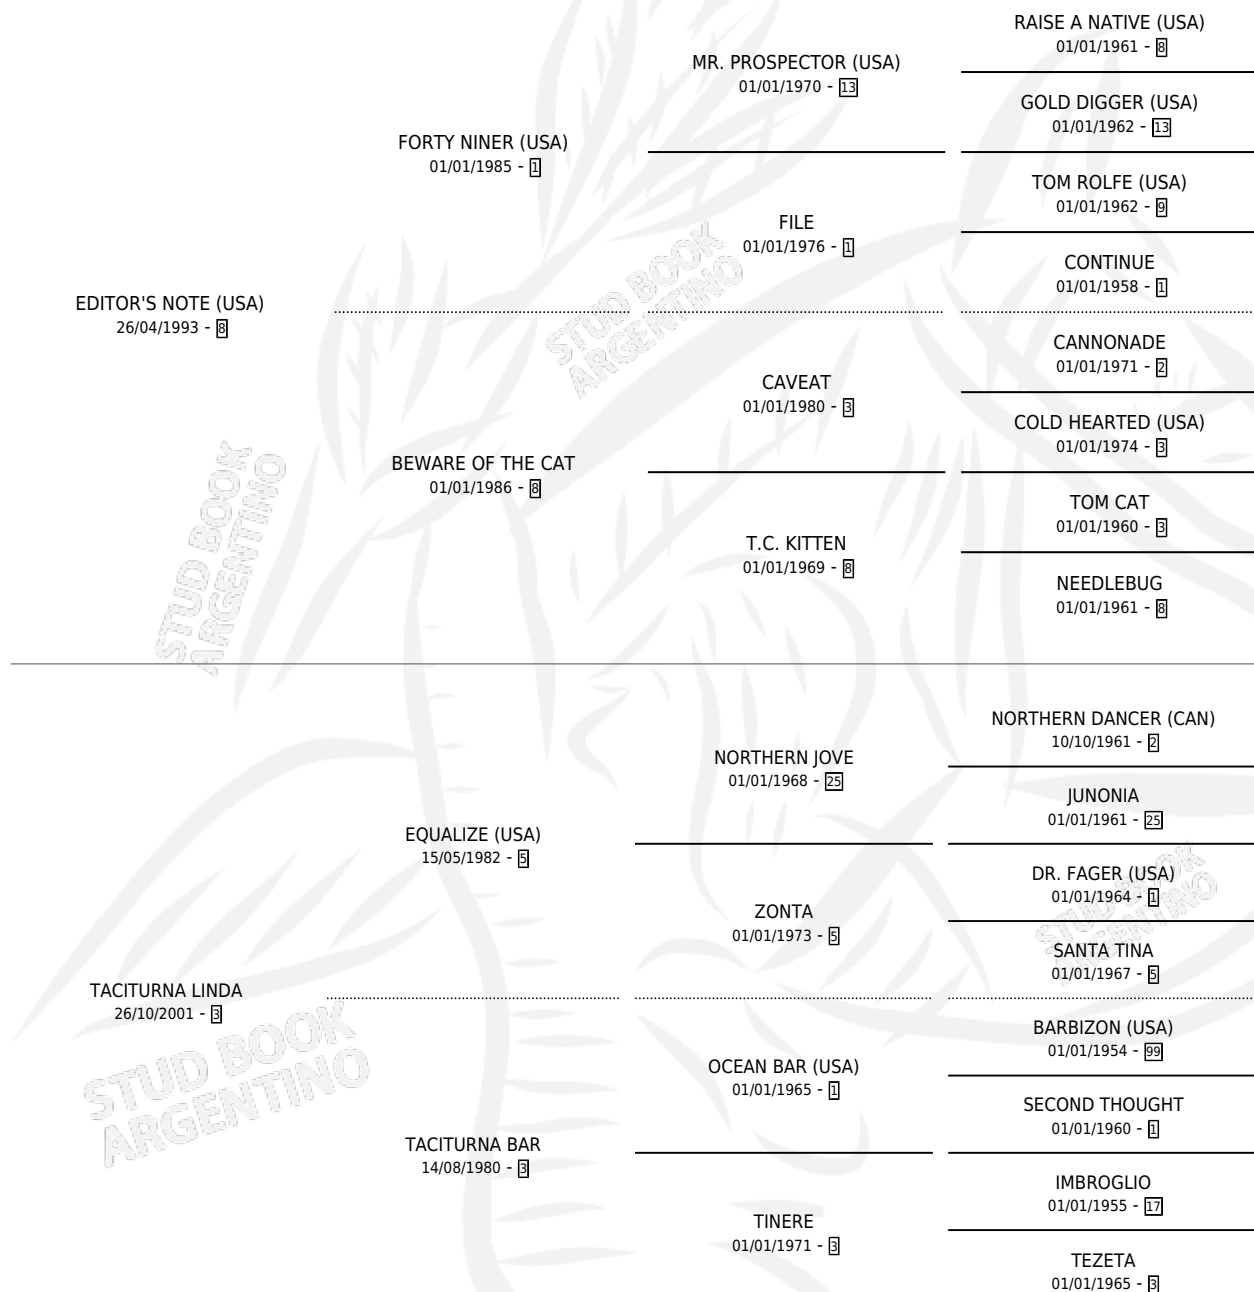 RAISE A NATIVE (USA)
01/01/1961 - 8
MR. PROSPECTOR (USA)
01/01/1970 - 13
GOLD DIGGER (USA)
01/01/1962 - 13
FORTY NINER (USA)
01/01/1985 - 1
TOM ROLFE (USA)
01/01/1962 - 9
FILE
01/01/1976 - 1
CONTINUE
01/01/1958 - 1
EDITOR'S NOTE (USA)
26/04/1993 - 8
CANNONADE
01/01/1971 - 2
CAVEAT
01/01/1980 - 3
COLD HEARTED (USA)
01/01/1974 - 3
BEWARE OF THE CAT
01/01/1986 - 8
TOM CAT
01/01/1960 - 3
T.C. KITTEN
01/01/1969 - 8
NEEDLEBUG
01/01/1961 - 8
STUD BOOK
ARGENTINO
STUD BOOK
ARGENTINO
NORTHERN DANCER (CAN)
10/10/1961 - 2
NORTHERN JOVE
01/01/1968 - 25
JUNONIA
01/01/1961 - 25
EQUALIZE (USA)
15/05/1982 - 5
DR. FAGER (USA)
01/01/1964 - 1
ZONTA
01/01/1973 - 5
SANTA TINA
01/01/1967 - 5
STUD BOOK
ARGENTINO
TACITURNA LINDA
26/10/2001 - 3
BARBIZON (USA)
01/01/1954 - 99
OCEAN BAR (USA)
01/01/1965 - 1
SECOND THOUGHT
01/01/1960 - 1
TACITURNA BAR
14/08/1980 - 3
IMBROGLIO
01/01/1955 - 17
TINERE
01/01/1971 - 3
TEZETA
01/01/1965 - 3
STUD BOOK
ARGENTINO